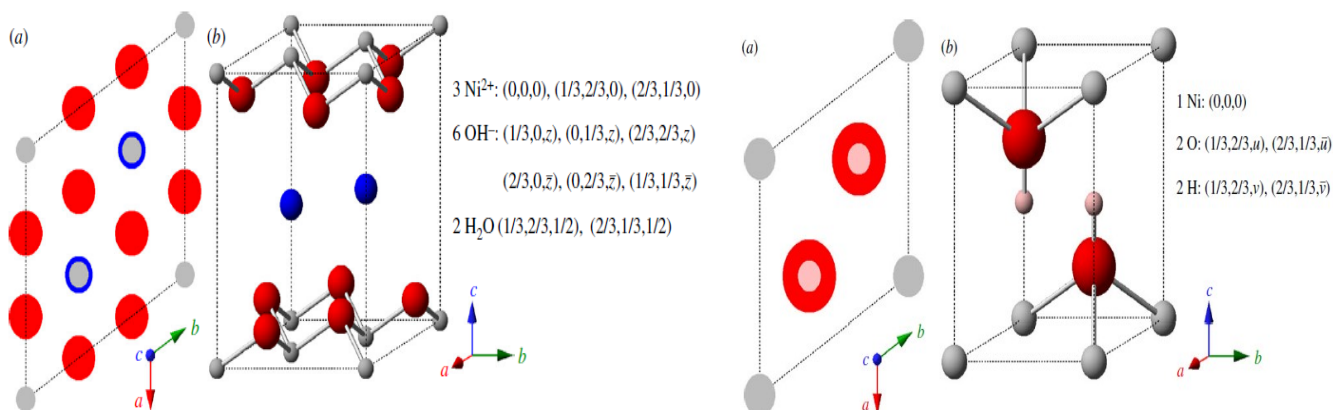 (a)
(b)
3 Ni²⁺: (0,0,0), (1/3,2/3,0), (2/3,1/3,0)
6 OH⁻: (1/3,0,z), (0,1/3,z), (2/3,2/3,z)
(2/3,0,z̄), (0,2/3,z̄), (1/3,1/3,z̄)
2 H₂O (1/3,2/3,1/2), (2/3,1/3,1/2)
c
b
a
c
b
a
(a)
(b)
1 Ni: (0,0,0)
2 O: (1/3,2/3,u), (2/3,1/3,ū)
2 H: (1/3,2/3,v), (2/3,1/3,v̄)
c
b
a
c
b
a